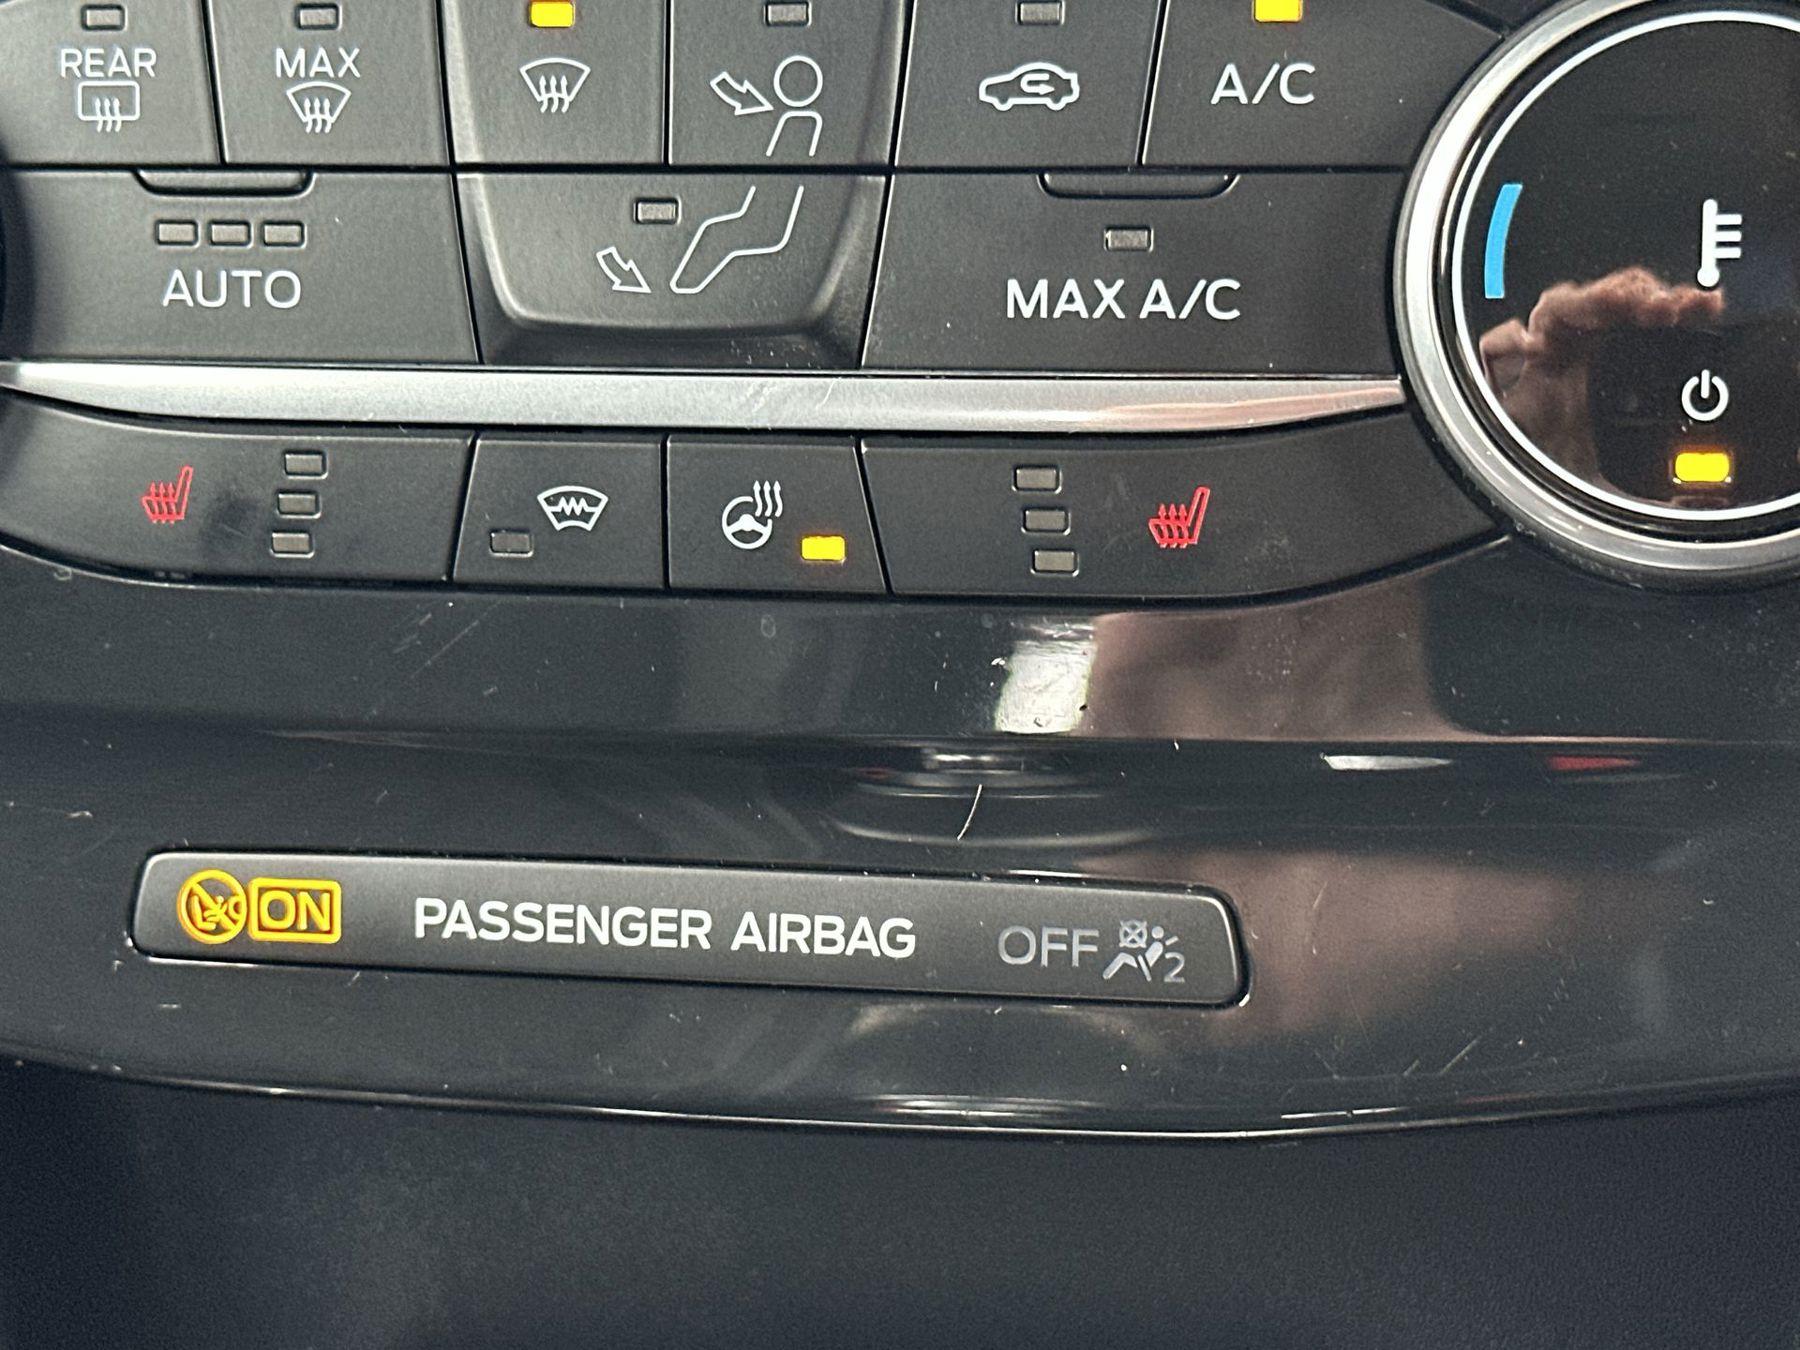 REAR
MAX
A/C
AUTO
MAX A/C
ON PASSENGER AIRBAG OFF 2